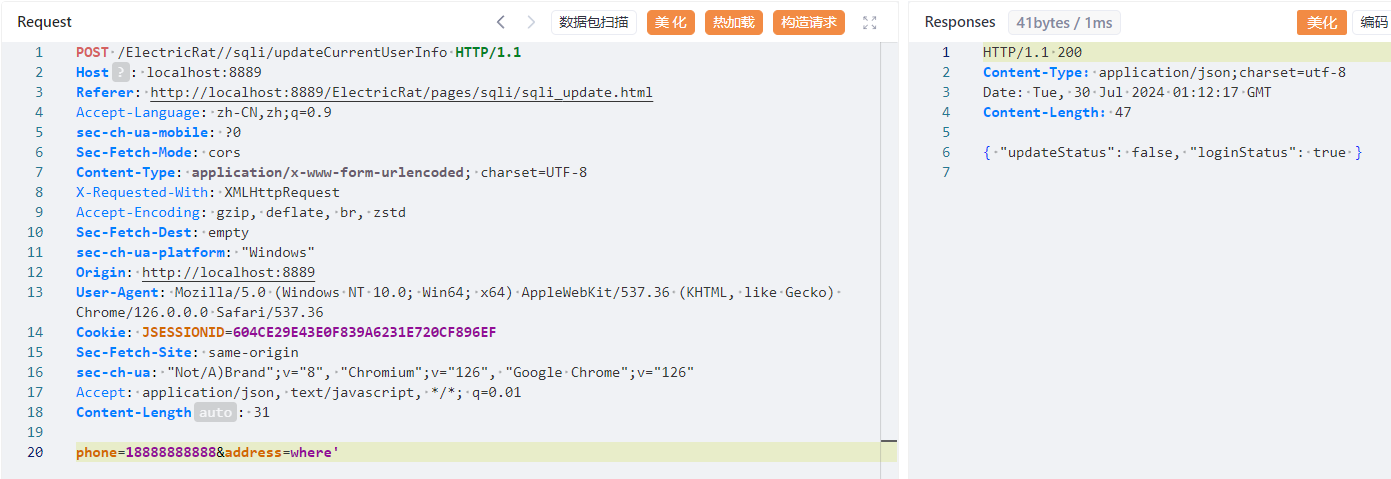 Request 数据包扫描 美化 热加载 构造请求
1 POST /ElectricRat//sqli/updateCurrentUserInfo HTTP/1.1
2 Host ? : localhost:8889
3 Referer: http://localhost:8889/ElectricRat/pages/sqli/sqli_update.html
4 Accept-Language: zh-CN,zh;q=0.9
5 sec-ch-ua-mobile: ?0
6 Sec-Fetch-Mode: cors
7 Content-Type: application/x-www-form-urlencoded; charset=UTF-8
8 X-Requested-With: XMLHttpRequest
9 Accept-Encoding: gzip, deflate, br, zstd
10 Sec-Fetch-Dest: empty
11 sec-ch-ua-platform: "Windows"
12 Origin: http://localhost:8889
13 User-Agent: Mozilla/5.0 (Windows NT 10.0; Win64; x64) AppleWebKit/537.36 (KHTML, like Gecko)
Chrome/126.0.0.0 Safari/537.36
14 Cookie: JSESSIONID=604CE29E43E0F839A6231E720CF896EF
15 Sec-Fetch-Site: same-origin
16 sec-ch-ua: "Not/A)Brand";v="8", "Chromium";v="126", "Google Chrome";v="126"
17 Accept: application/json, text/javascript, */*; q=0.01
18 Content-Length auto : 31
19
20 phone=18888888888&address=where'
Responses 41bytes / 1ms 美化 编码
1 HTTP/1.1 200
2 Content-Type: application/json;charset=utf-8
3 Date: Tue, 30 Jul 2024 01:12:17 GMT
4 Content-Length: 47
5
6 { "updateStatus": false, "loginStatus": true }
7